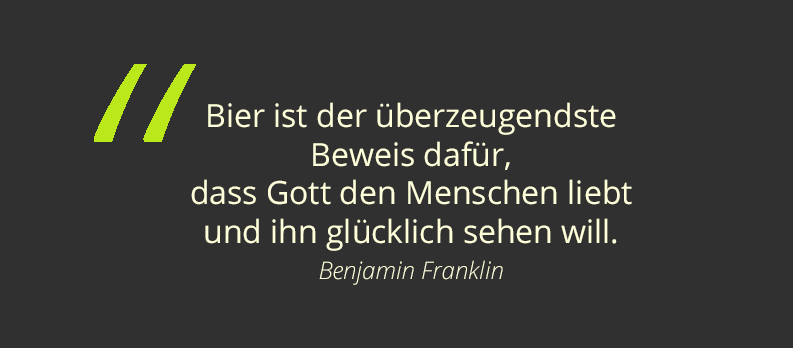 Bier ist der überzeugendste
Beweis dafür,
dass Gott den Menschen liebt
und ihn glücklich sehen will.
Benjamin Franklin